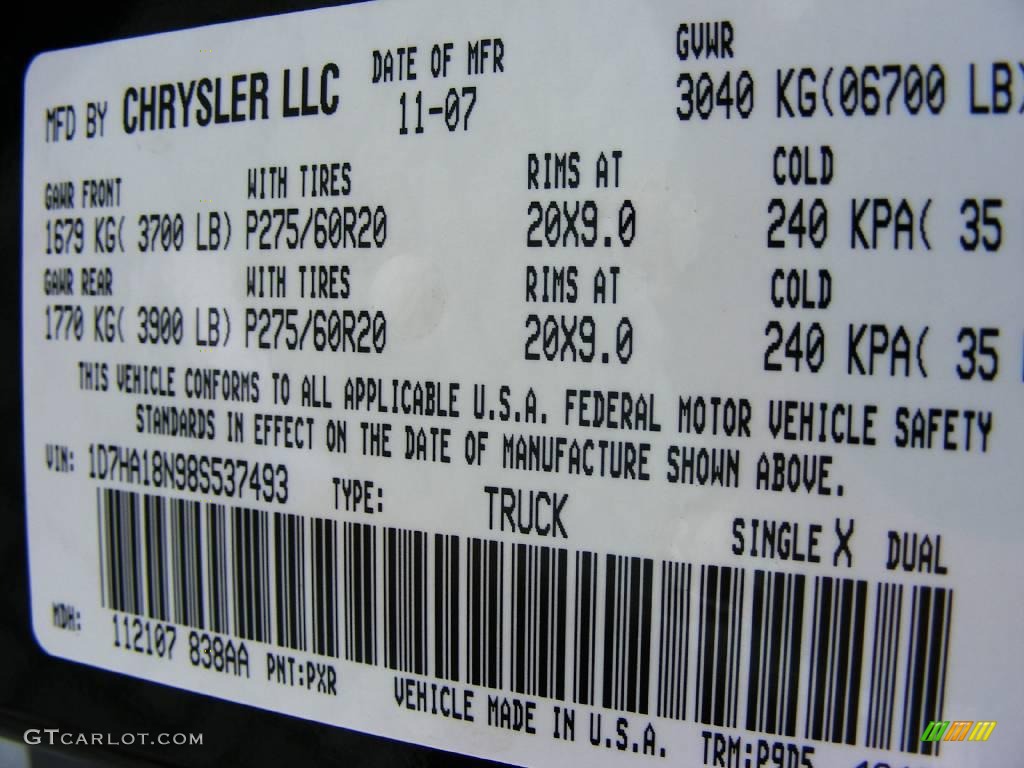 MFD BY CHRYSLER LLC DATE OF MFR GVWR
11-07 3040 KG(06700 LB)
GAWR FRONT WITH TIRES RIMS AT COLD
1679 KG( 3700 LB) P275/60R20 20X9.0 240 KPA( 35
GAWR REAR WITH TIRES RIMS AT COLD
1770 KG( 3900 LB) P275/60R20 20X9.0 240 KPA( 35
THIS VEHICLE CONFORMS TO ALL APPLICABLE U.S.A. FEDERAL MOTOR VEHICLE SAFETY
STANDARDS IN EFFECT ON THE DATE OF MANUFACTURE SHOWN ABOVE.
VIN: 1D7HA18N98S537493 TYPE: TRUCK SINGLE X DUAL
MDH: 112107 838AA PNT:PXR VEHICLE MADE IN U.S.A. TRM:P9D5
GTCARLOT.COM